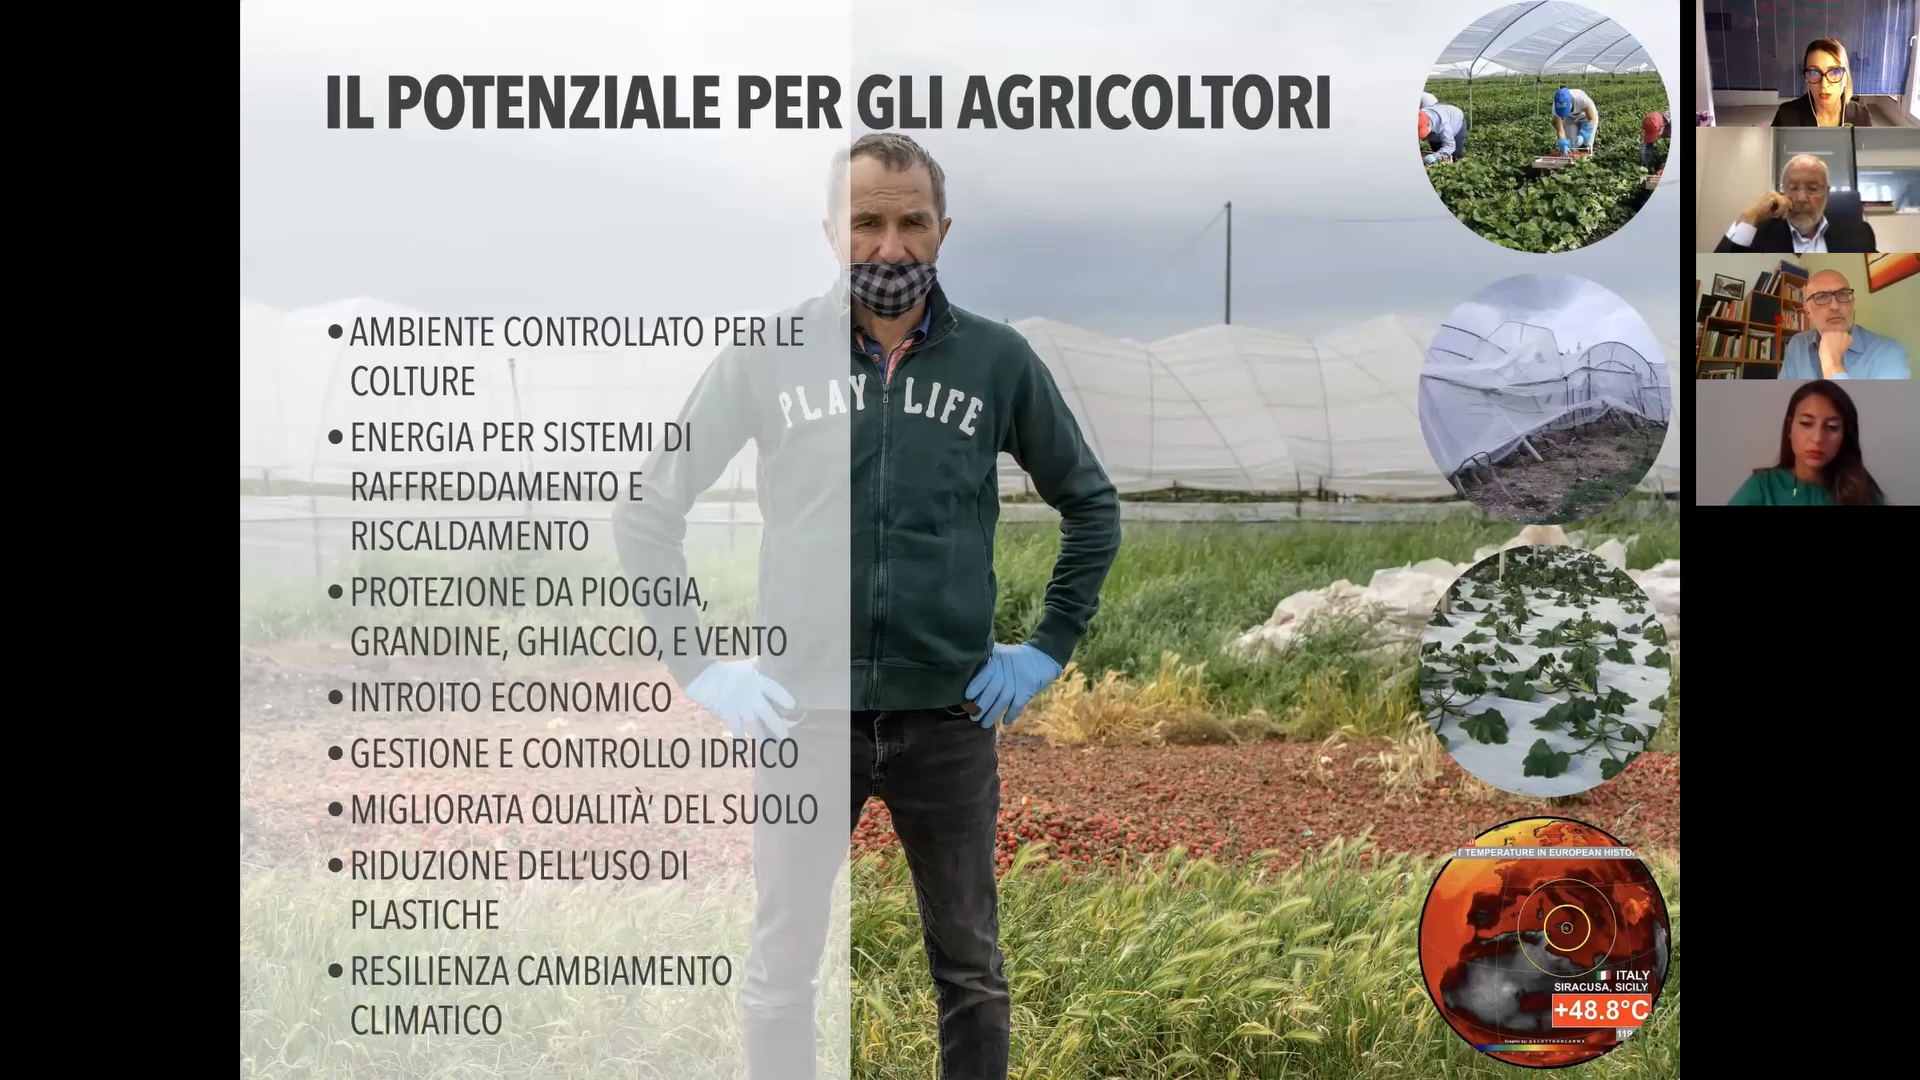 IL POTENZIALE PER GLI AGRICOLTORI
• AMBIENTE CONTROLLATO PER LE
COLTURE
• ENERGIA PER SISTEMI DI
RAFFREDDAMENTO E
RISCALDAMENTO
• PROTEZIONE DA PIOGGIA,
GRANDINE, GHIACCIO, E VENTO
• INTROITO ECONOMICO
• GESTIONE E CONTROLLO IDRICO
• MIGLIORATA QUALITÀ’ DEL SUOLO
• RIDUZIONE DELL’USO DI
PLASTICHE
• RESILIENZA CAMBIAMENTO
CLIMATICO
PLAY LIFE
TEMPERATURE IN EUROPEAN
ITALY
SIRACUSA, SICILY
+48.8°C